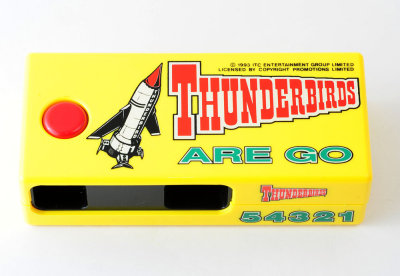 © 1993 ITC ENTERTAINMENT GROUP LIMITED
LICENSED BY COPYRIGHT PROMOTIONS LIMITED
THUNDERBIRDS
ARE GO
THUNDERBIRDS
54321